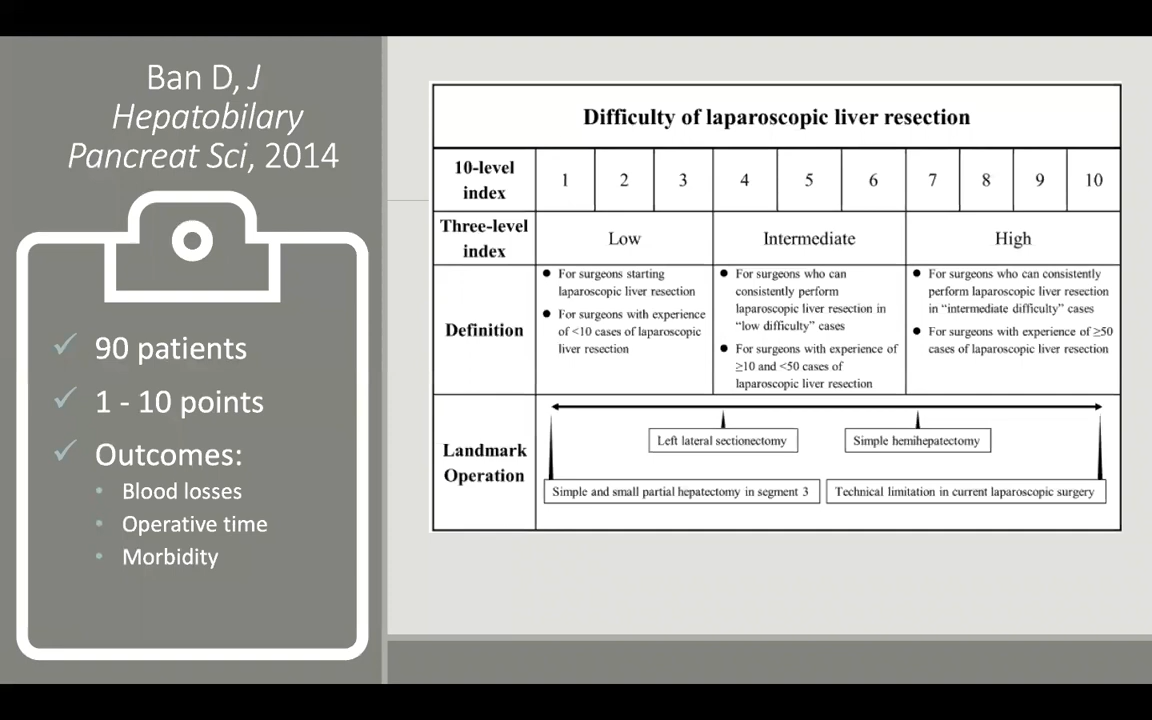 Ban D, J
Hepatobilary
Pancreat Sci, 2014
90 patients
1 - 10 points
Outcomes:
Blood losses
Operative time
Morbidity
Difficulty of laparoscopic liver resection
10-level
index
1 2 3 4 5 6 7 8 9 10
Three-level
index
Low Intermediate High
Definition
For surgeons starting
laparoscopic liver resection
For surgeons with experience
of <10 cases of laparoscopic
liver resection
For surgeons who can
consistently perform
laparoscopic liver resection in
“low difficulty” cases
For surgeons with experience of
≥10 and <50 cases of
laparoscopic liver resection
For surgeons who can consistently
perform laparoscopic liver resection
in “intermediate difficulty” cases
For surgeons with experience of ≥50
cases of laparoscopic liver resection
Landmark
Operation
Left lateral sectionectomy
Simple hemihepatectomy
Simple and small partial hepatectomy in segment 3
Technical limitation in current laparoscopic surgery